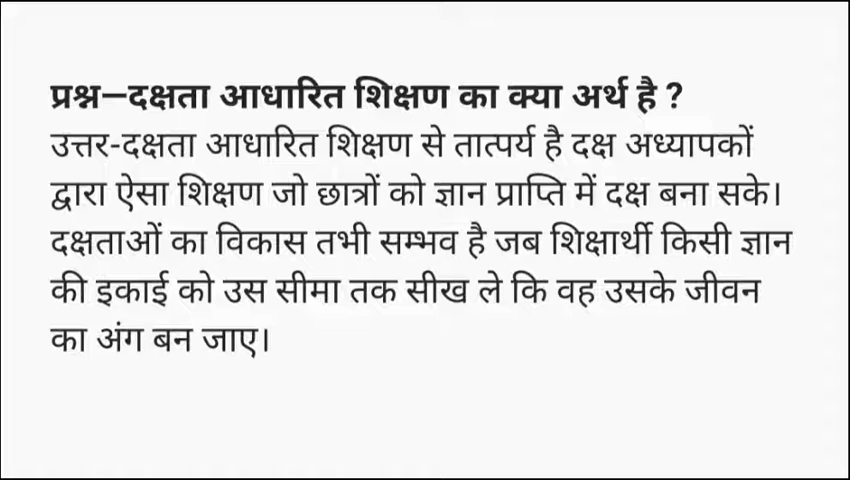 प्रश्न—दक्षता आधारित शिक्षण का क्या अर्थ है ?
उत्तर-दक्षता आधारित शिक्षण से तात्पर्य है दक्ष अध्यापकों
द्वारा ऐसा शिक्षण जो छात्रों को ज्ञान प्राप्ति में दक्ष बना सके।
दक्षताओं का विकास तभी सम्भव है जब शिक्षार्थी किसी ज्ञान
की इकाई को उस सीमा तक सीख ले कि वह उसके जीवन
का अंग बन जाए।